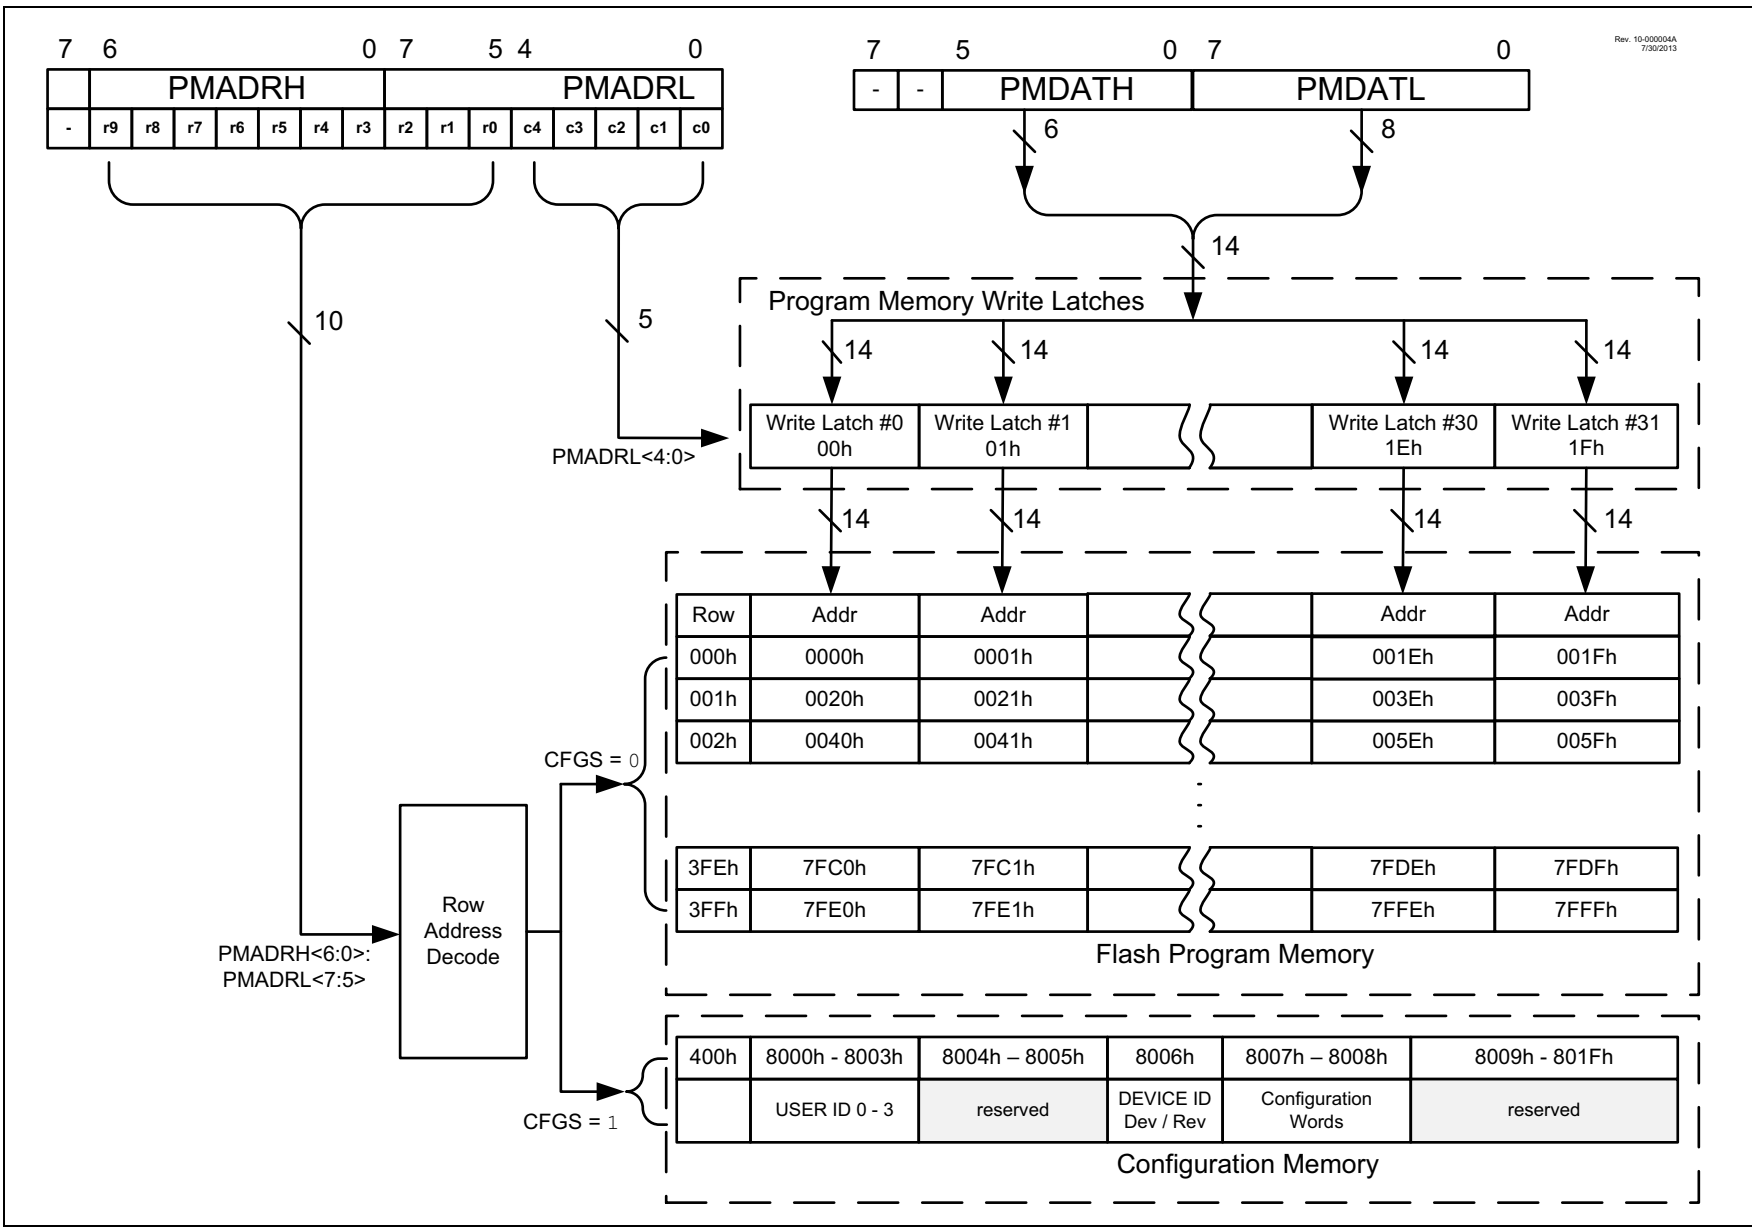 7 6 0 7 5 4 0
PMADRH PMADRL
- r9 r8 r7 r6 r5 r4 r3 r2 r1 r0 c4 c3 c2 c1 c0
7 5 0 7 0
- - PMDATH PMDATL
Rev. 10-000004A
7/30/2013
6 8
14
10
5
PMADRL<4:0>
Program Memory Write Latches
14 14 14 14
Write Latch #0
00h
Write Latch #1
01h
Write Latch #30
1Eh
Write Latch #31
1Fh
14 14 14 14
Row Addr Addr Addr Addr
000h 0000h 0001h 001Eh 001Fh
001h 0020h 0021h 003Eh 003Fh
002h 0040h 0041h 005Eh 005Fh
3FEh 7FC0h 7FC1h 7FDEh 7FDFh
3FFh 7FE0h 7FE1h 7FFEh 7FFFh
Flash Program Memory
CFGS = 0
Row
Address
Decode
PMADRH<6:0>:
PMADRL<7:5>
CFGS = 1
400h 8000h - 8003h 8004h – 8005h 8006h 8007h – 8008h 8009h - 801Fh
USER ID 0 - 3
reserved
DEVICE ID
Dev / Rev
Configuration
Words
reserved
Configuration Memory